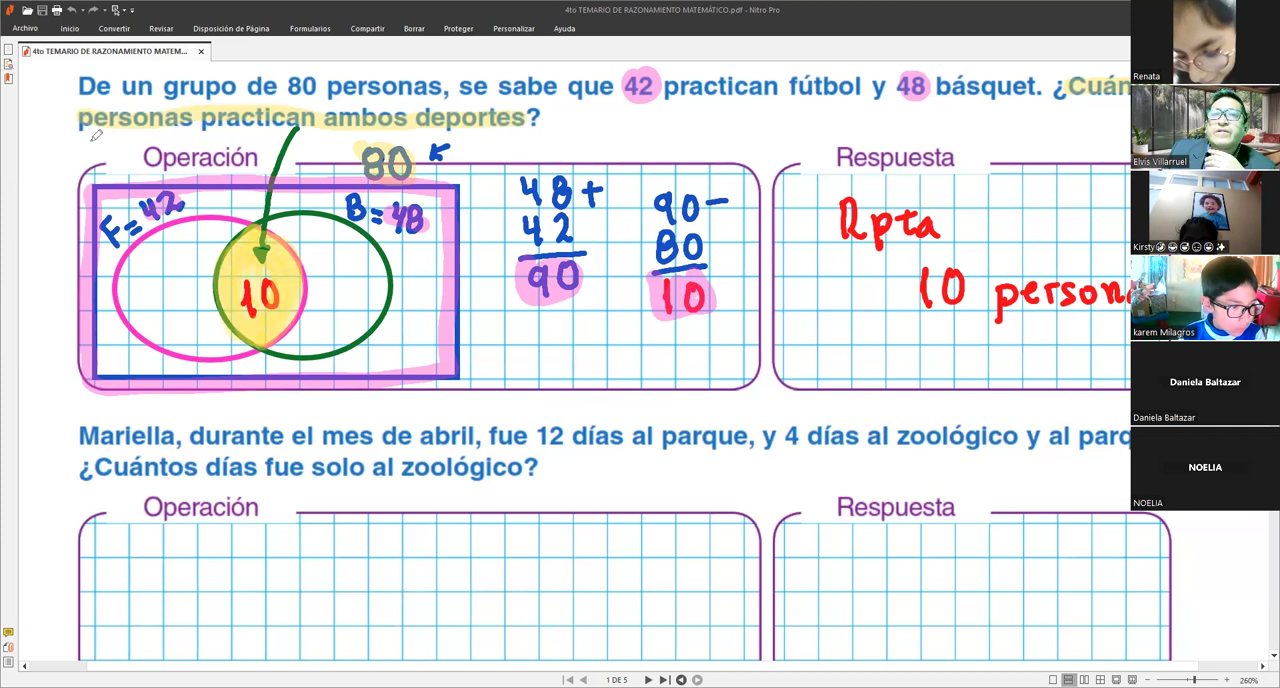 4to TEMARIO DE RAZONAMIENTO MATEMÁTICO.pdf - Nitro Pro
Archivo Inicio Convertir Revisar Disposición de Página Formularios Compartir Borrar Proteger Personalizar Ayuda
4to TEMARIO DE RAZONAMIENTO MATEM...
De un grupo de 80 personas, se sabe que 42 practican fútbol y 48 básquet. ¿Cuán
personas practican ambos deportes?
Operación
80
F = 42
B = 48
10
48 +
42
90
90 -
80
10
Respuesta
Rpta
10 person
Mariella, durante el mes de abril, fue 12 días al parque, y 4 días al zoológico y al parq
¿Cuántos días fue solo al zoológico?
Operación
Respuesta
Renata
Elvis Villarruel
Kirsty
karem Milagros
Daniela Baltazar
Daniela Baltazar
NOELIA
NOELIA
1 DE 5
260%